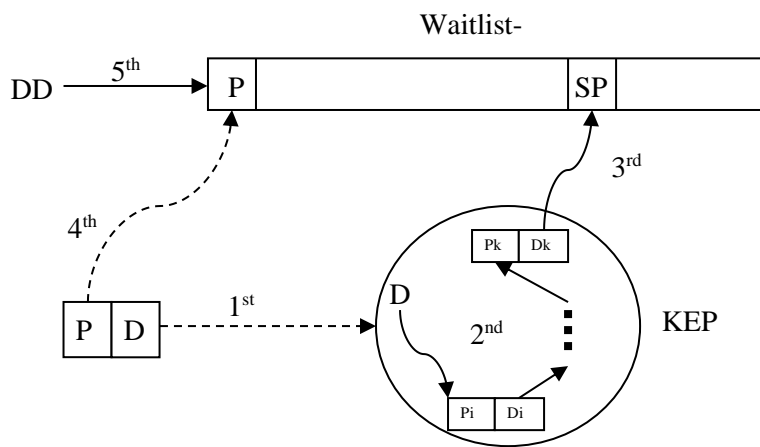 Waitlist-
DD
5th
P
SP
3rd
4th
Pk
Dk
P
D
1st
D
2nd
KEP
Pi
Di